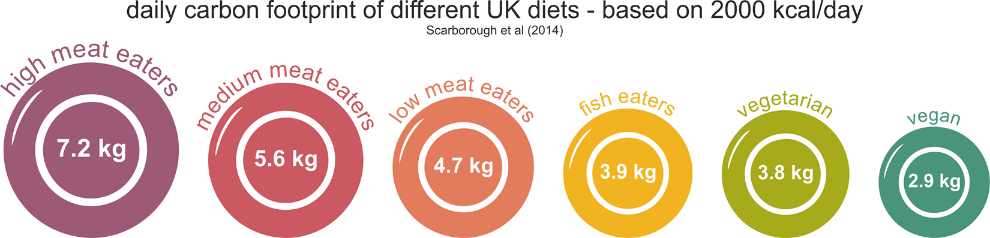 daily carbon footprint of different UK diets - based on 2000 kcal/day
Scarborough et al (2014)
high meat eaters
7.2 kg
medium meat eaters
5.6 kg
low meat eaters
4.7 kg
fish eaters
3.9 kg
vegetarian
3.8 kg
vegan
2.9 kg